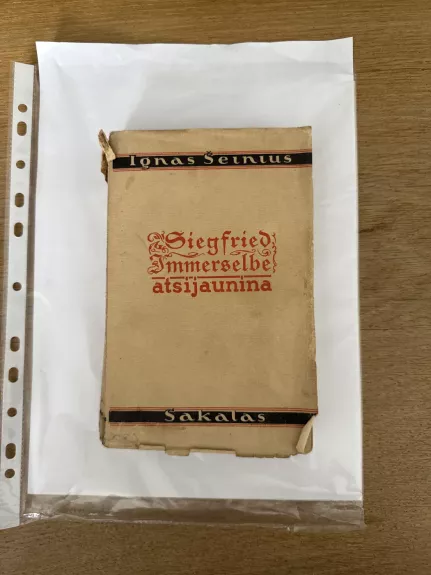 Ignas Šeinius
Siegfried
Immerselbe
atsijaunina
Sakalas